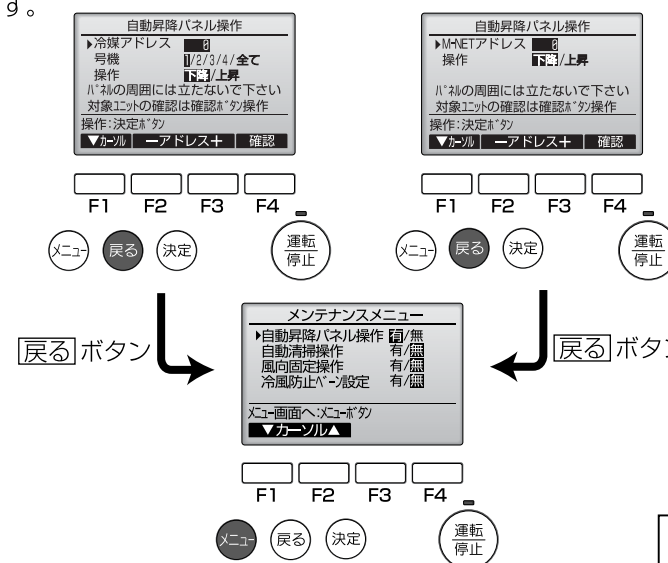 す。
自動昇降パネル操作
▶冷媒アドレス 0
号機 1/2/3/4/全て
操作 下降/上昇
パネルの周囲には立たないで下さい
対象ユニットの確認は確認ボタン操作
操作:決定ボタン
▼カーソル ーアドレス+ 確認
F1 F2 F3 F4
メニュー 戻る 決定 運転
停止
自動昇降パネル操作
▶M-NETアドレス 0
操作 下降/上昇
パネルの周囲には立たないで下さい
対象ユニットの確認は確認ボタン操作
操作:決定ボタン
▼カーソル ーアドレス+ 確認
F1 F2 F3 F4
メニュー 戻る 決定 運転
停止
戻る ボタン
戻る ボタン
メンテナンスメニュー
▶自動昇降パネル操作 有/無
自動清掃操作 有/無
風向固定操作 有/無
冷風防止ベーン設定 有/無
メニュー画面へ:メニューボタン
▼カーソル▲
F1 F2 F3 F4
メニュー 戻る 決定 運転
停止